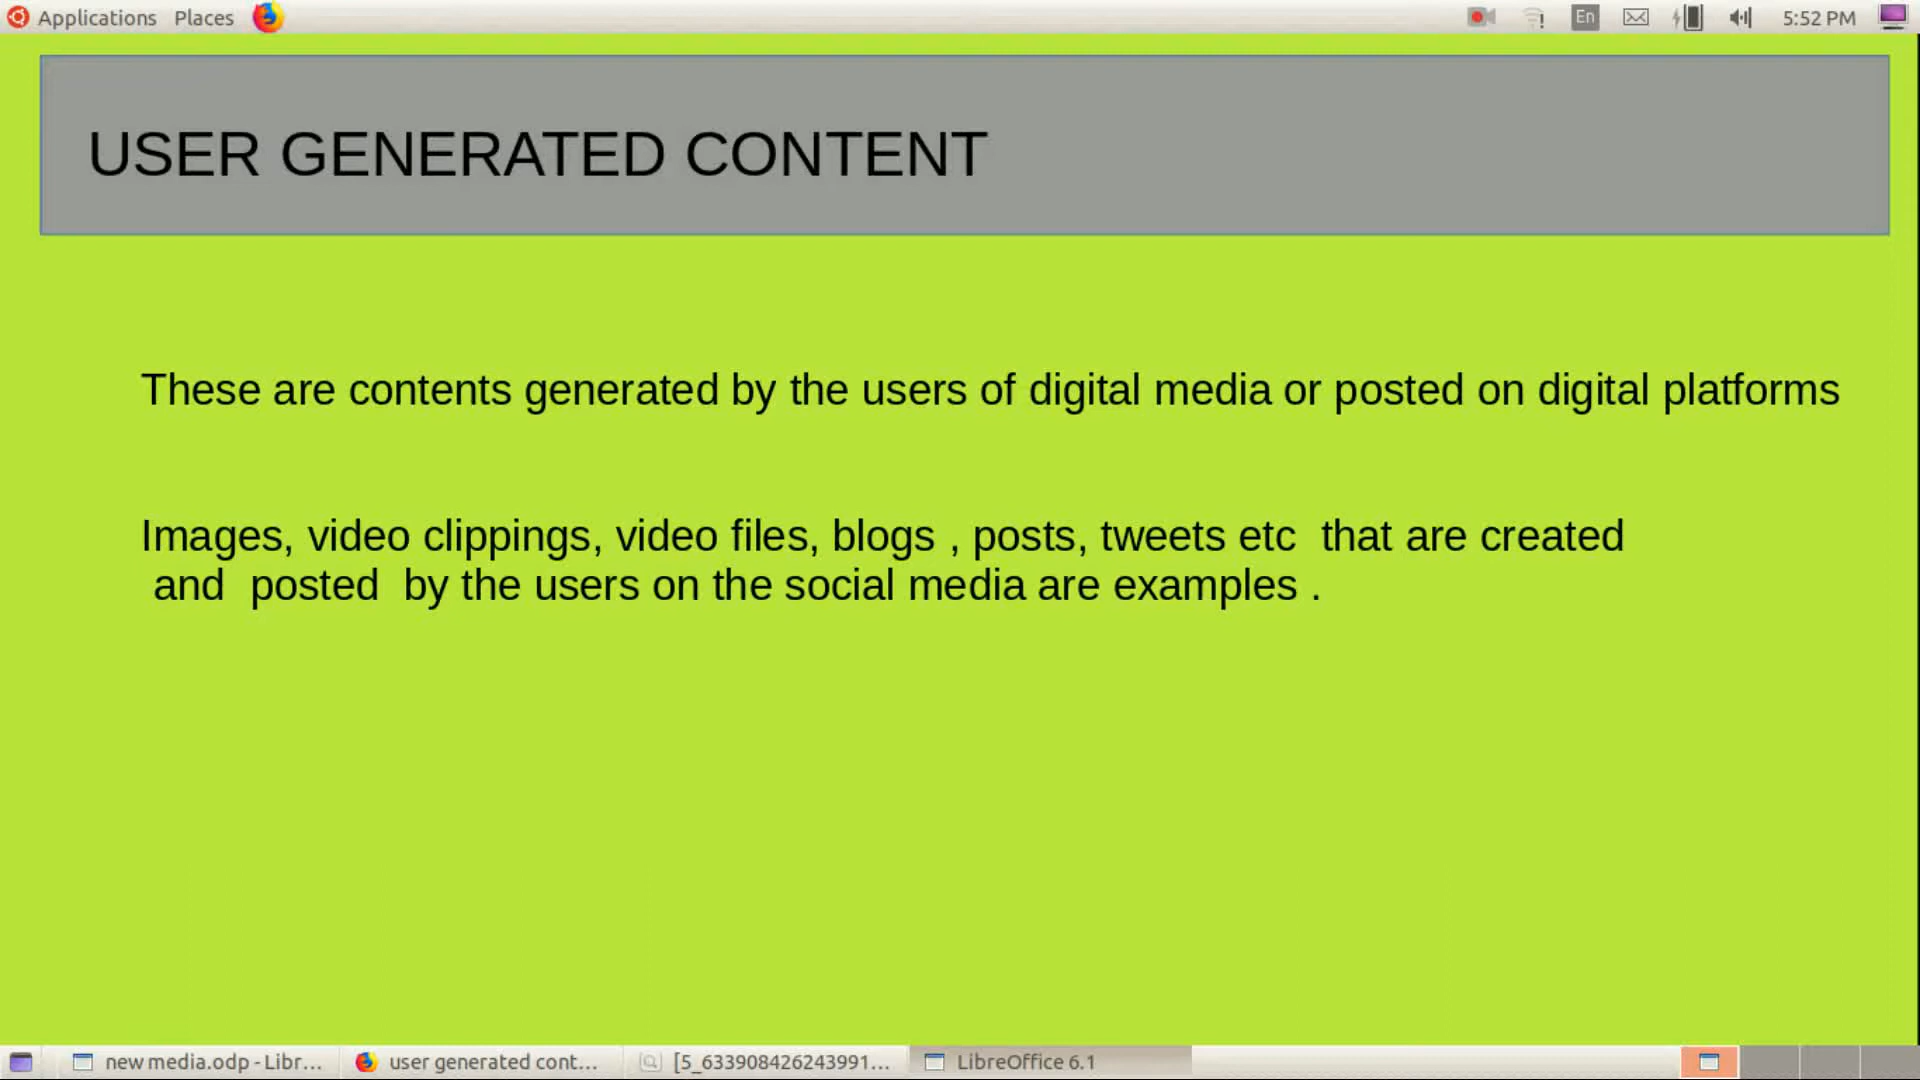 Applications Places En 5:52 PM
USER GENERATED CONTENT
These are contents generated by the users of digital media or posted on digital platforms
Images, video clippings, video files, blogs , posts, tweets etc  that are created
and  posted  by the users on the social media are examples .
new media.odp - Libr... user generated cont... [5_633908426243991... LibreOffice 6.1